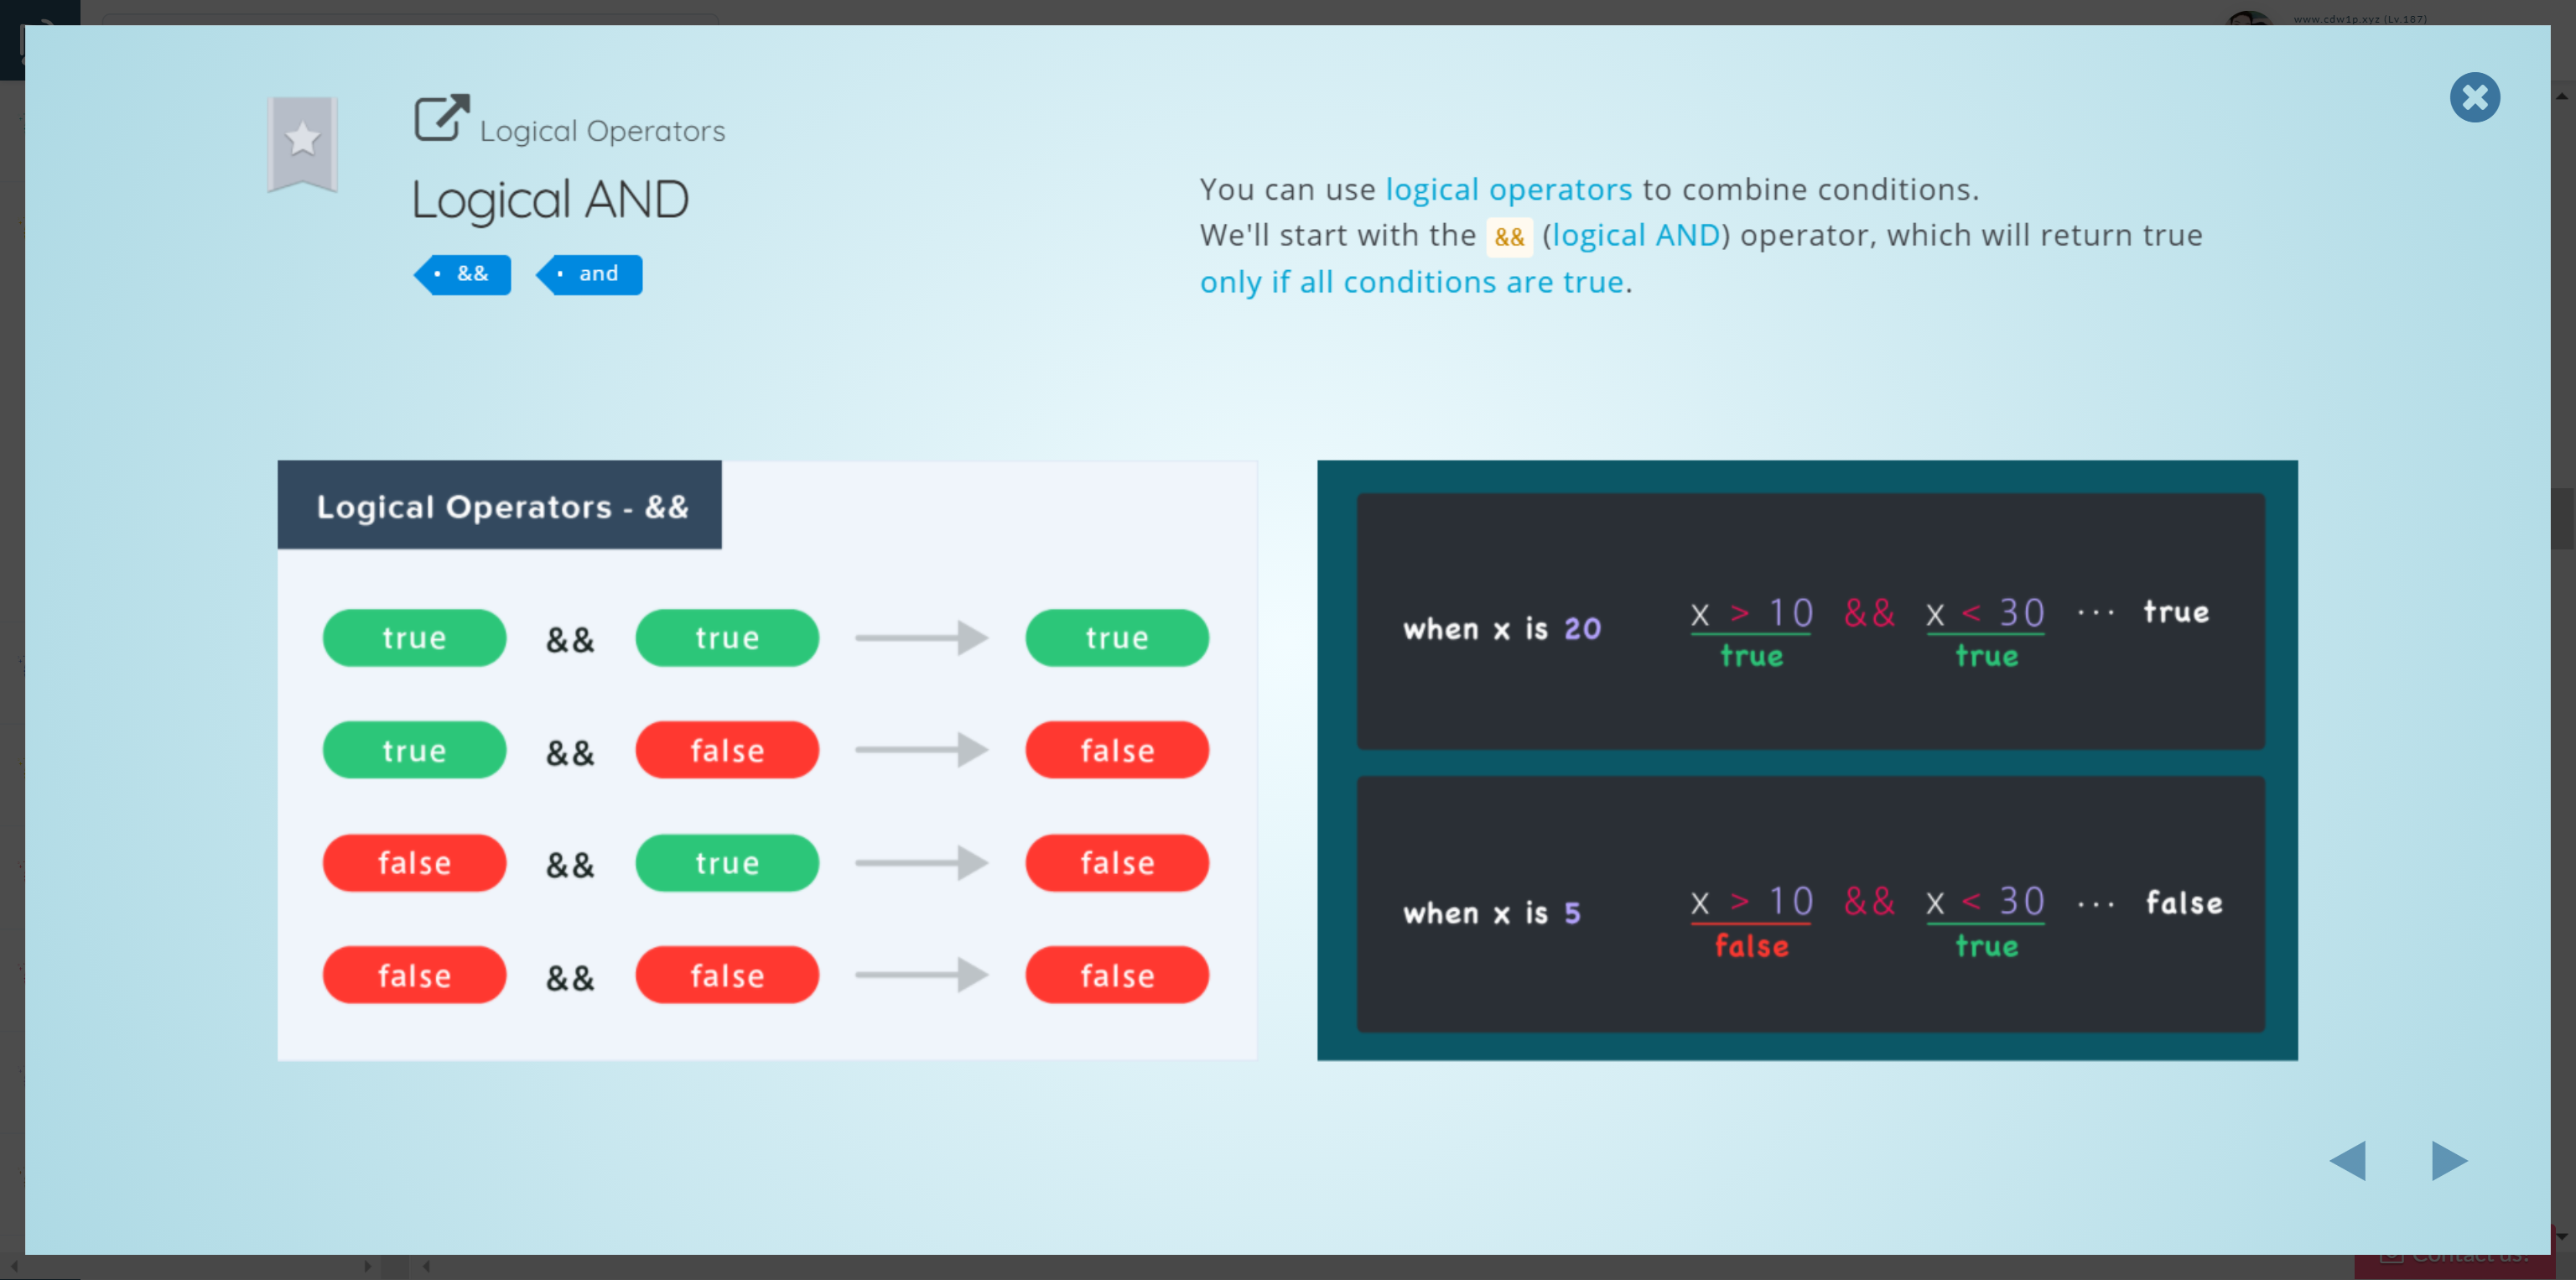 www.cdw1p.xyz (Lv.187)
Logical Operators
Logical AND
&&
and
You can use logical operators to combine conditions.
We'll start with the && (logical AND) operator, which will return true
only if all conditions are true.
Logical Operators - &&
true && true true
true && false false
false && true false
false && false false
when x is 20 x > 10 && x < 30 ··· true
true true
when x is 5 x > 10 && x < 30 ··· false
false true
Contact us!